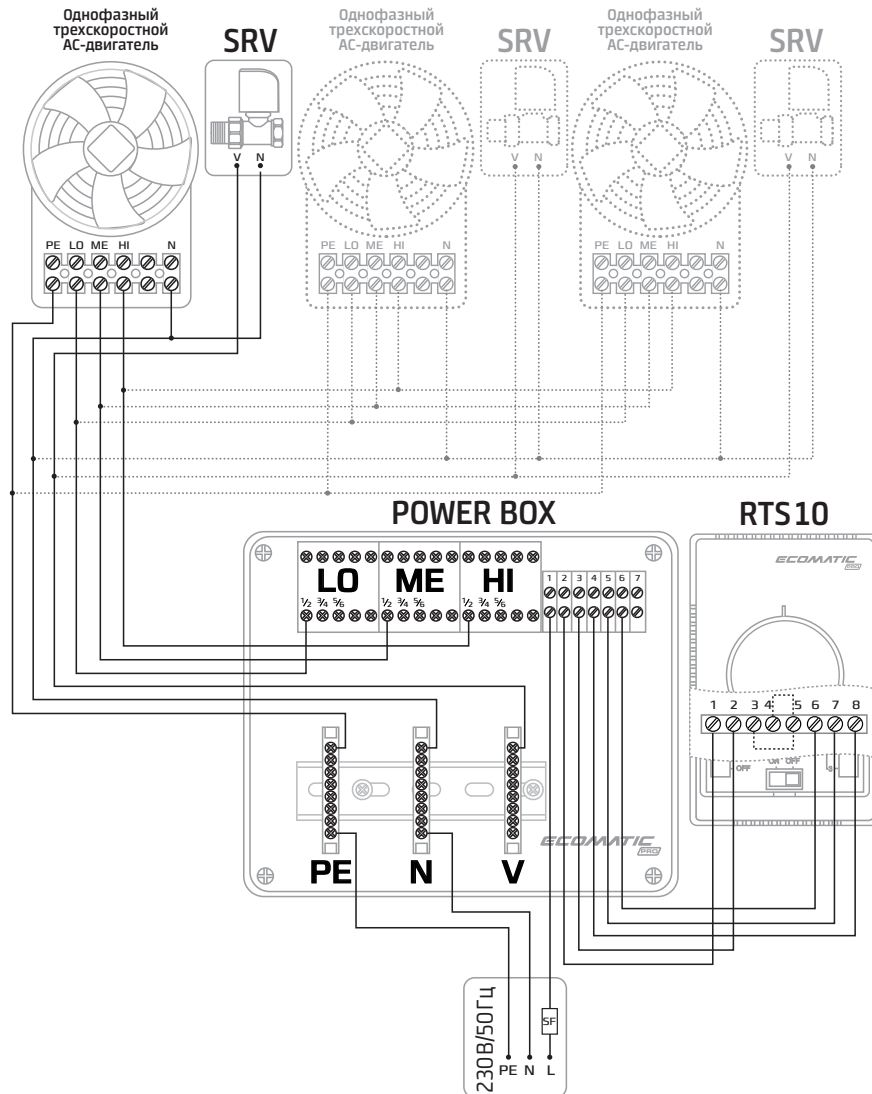 Однофазный
трехскоростной
АС-двигатель
SRV
Однофазный
трехскоростной
АС-двигатель
SRV
Однофазный
трехскоростной
АС-двигатель
SRV
V N
V N
V N
PE LO ME HI N
PE LO ME HI N
PE LO ME HI N
POWER BOX
RTS10
LO ME HI
½ ¾ ⅚ ½ ¾ ⅚ ½ ¾ ⅚
1 2 3 4 5 6 7
ECOMATIC
PRO
1 2 3 4 5 6 7 8
OFF ON OFF S
ECOMATIC
PRO
PE N V
230В/50Гц
SF
PE N L